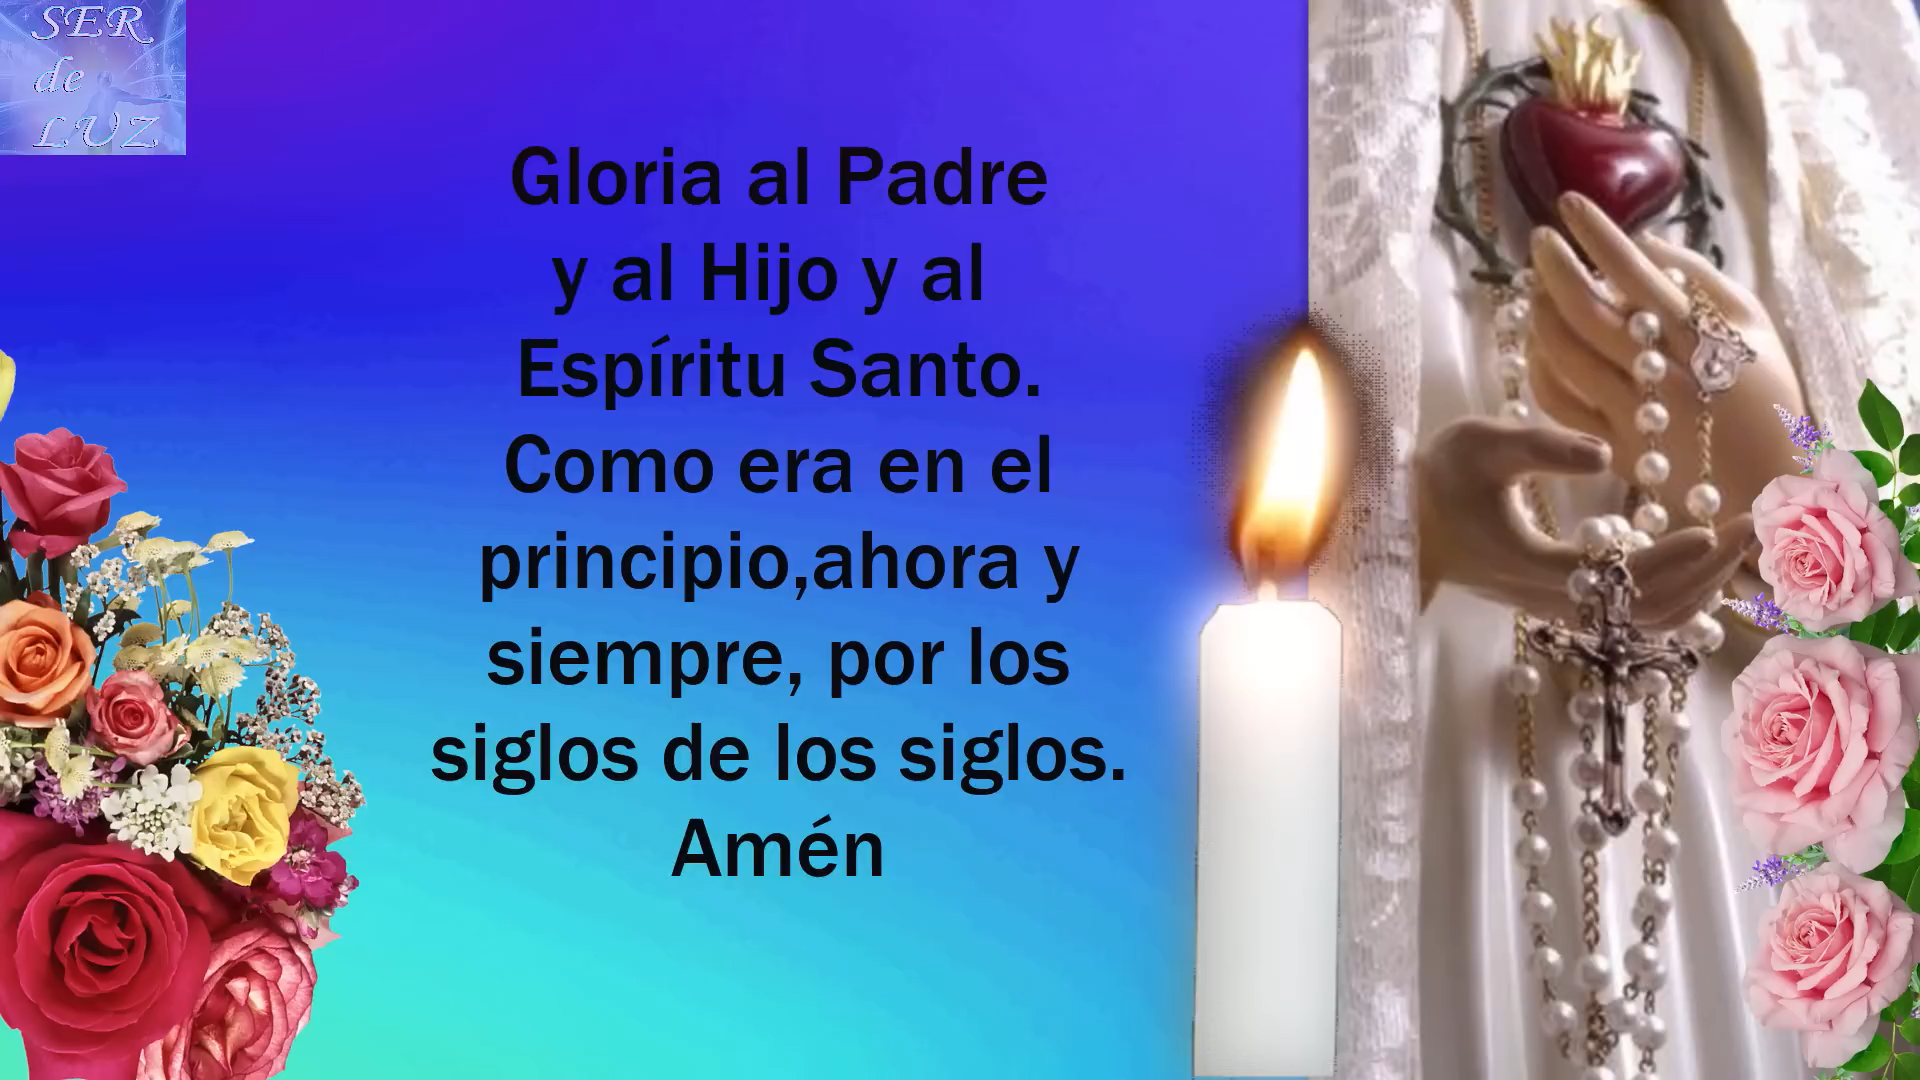 SER
de
LUZ
Gloria al Padre
y al Hijo y al
Espíritu Santo.
Como era en el
principio,ahora y
siempre, por los
siglos de los siglos.
Amén